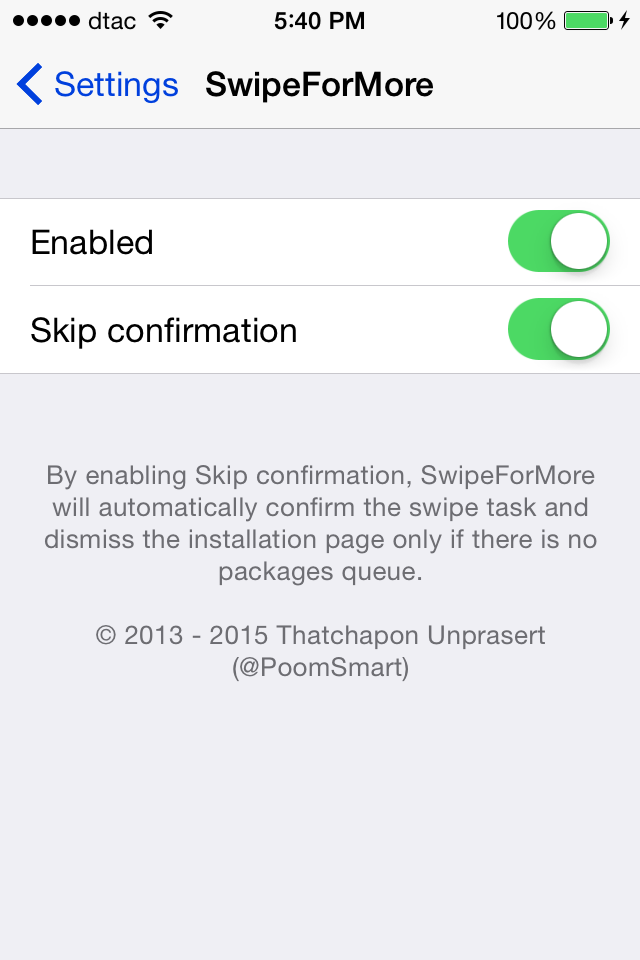 dtac 5:40 PM 100%
Settings SwipeForMore
Enabled
Skip confirmation
By enabling Skip confirmation, SwipeForMore
will automatically confirm the swipe task and
dismiss the installation page only if there is no
packages queue.
© 2013 - 2015 Thatchapon Unprasert
(@PoomSmart)